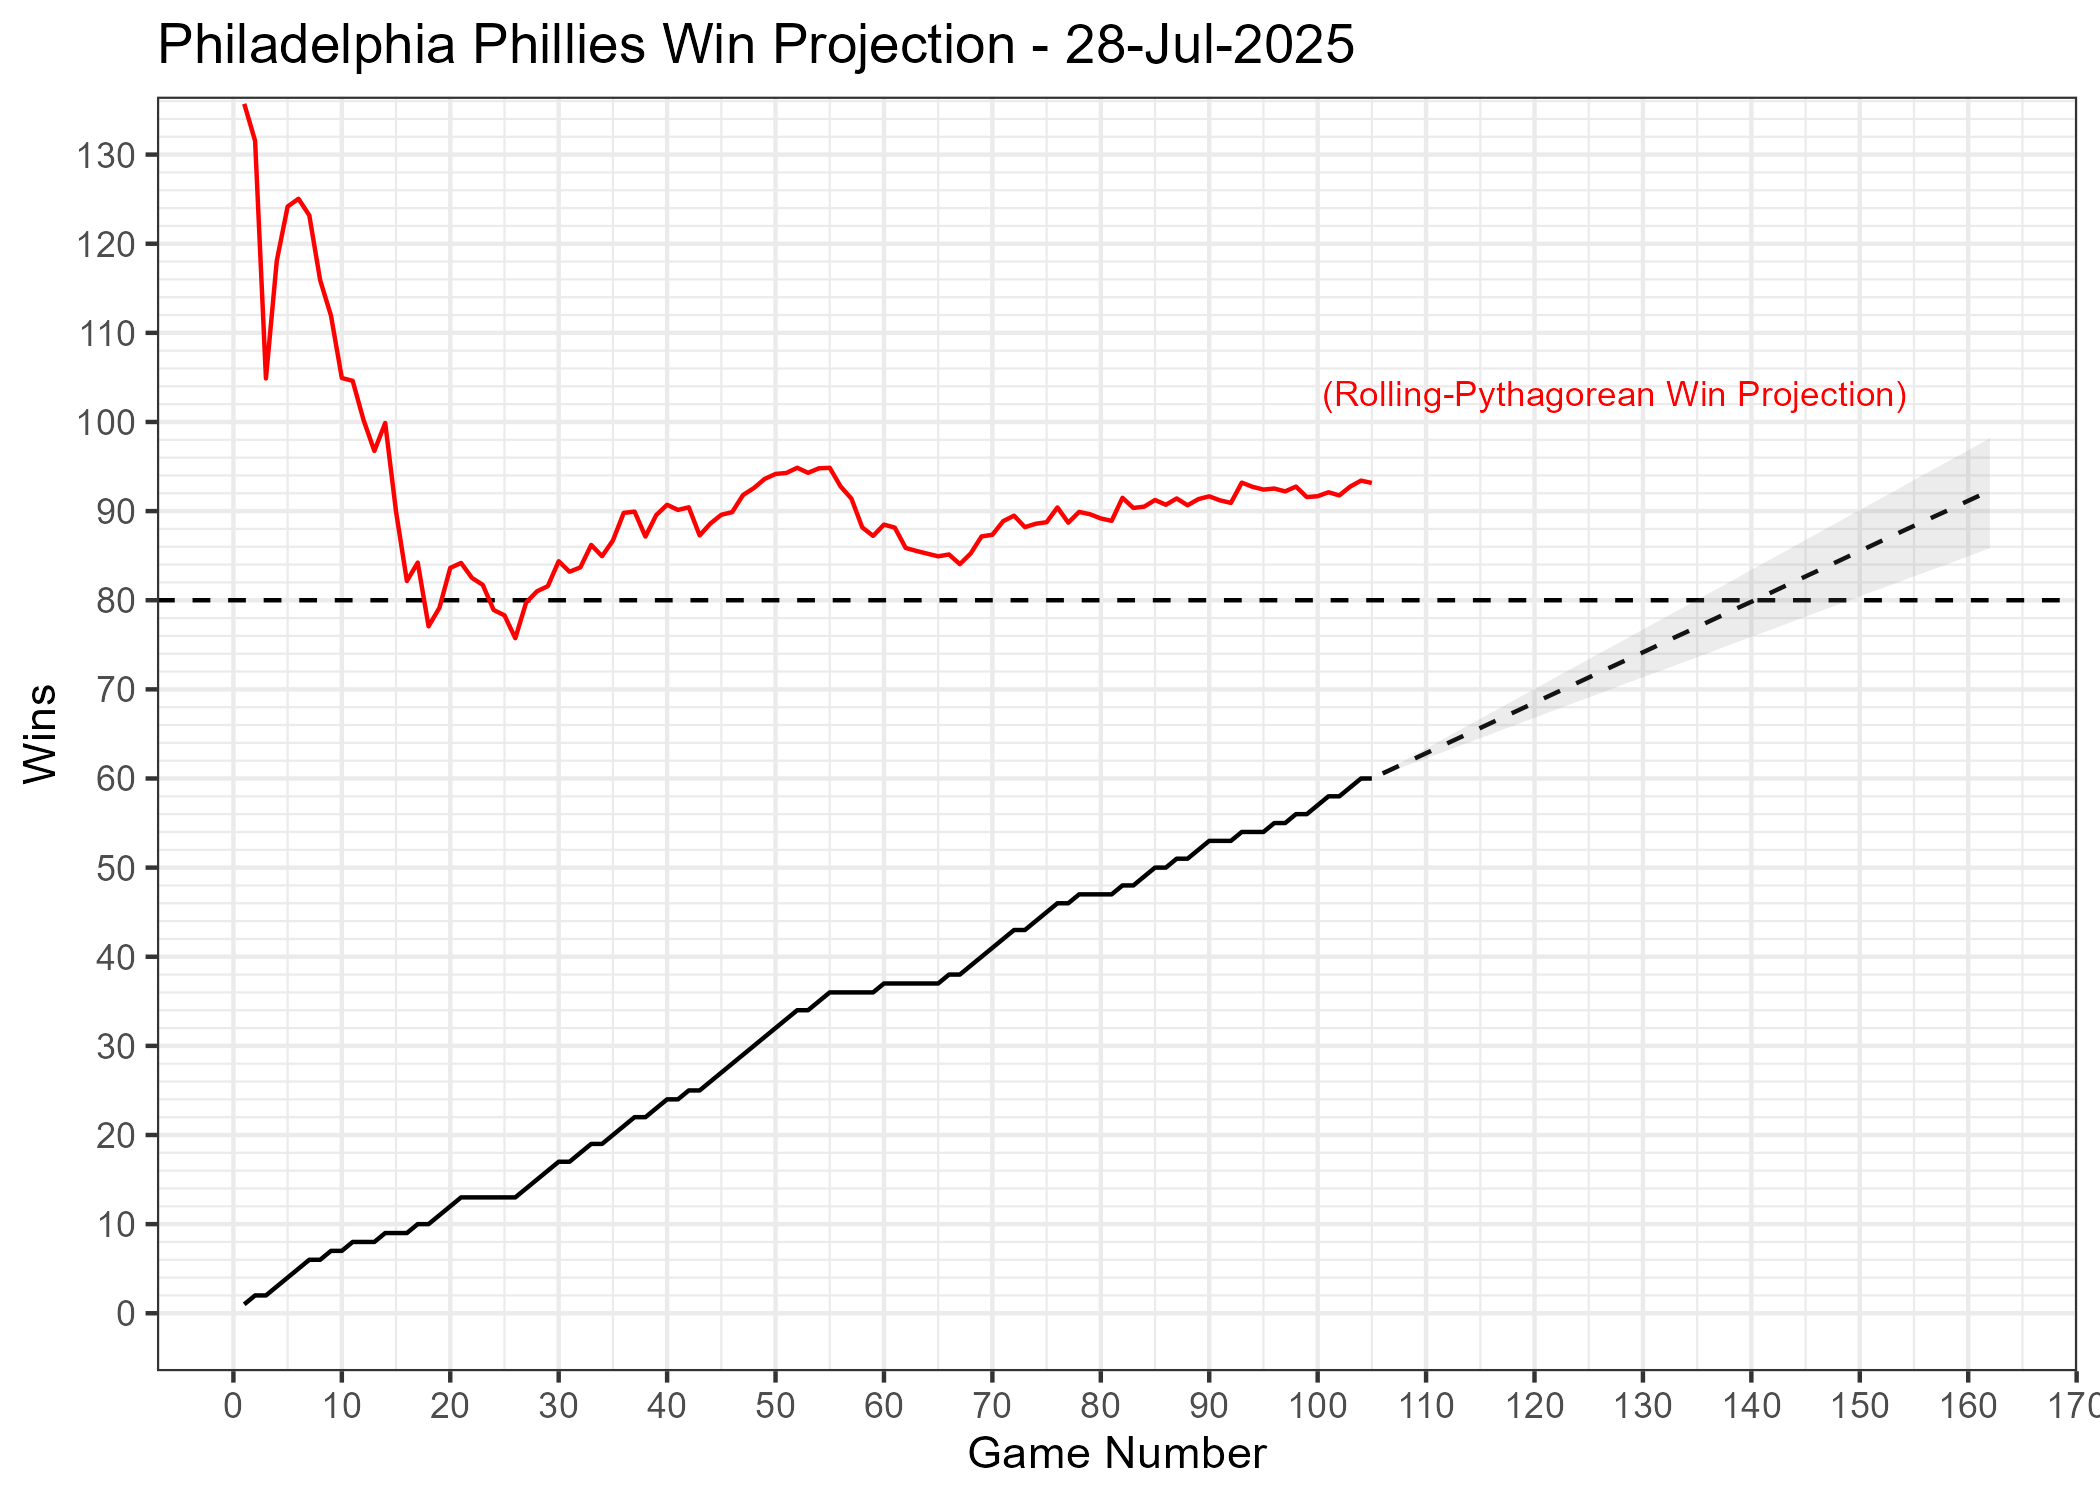 Philadelphia Phillies Win Projection - 28-Jul-2025
130
120
110
(Rolling-Pythagorean Win Projection)
100
90
80
70
60
50
40
30
20
10
0
Wins
0 10 20 30 40 50 60 70 80 90 100 110 120 130 140 150 160 170
Game Number